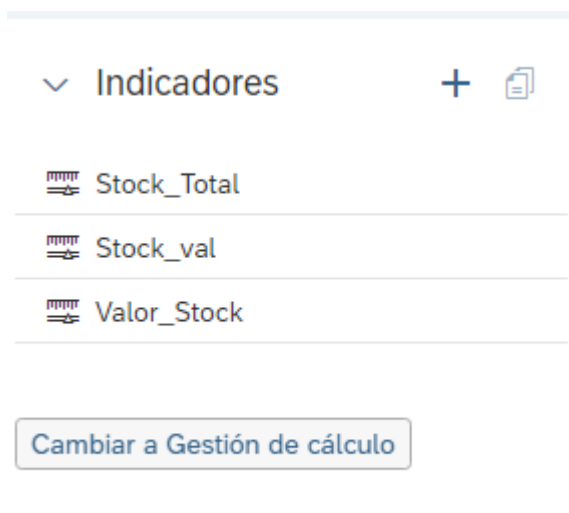 Indicadores
Stock_Total
Stock_val
Valor_Stock
Cambiar a Gestión de cálculo